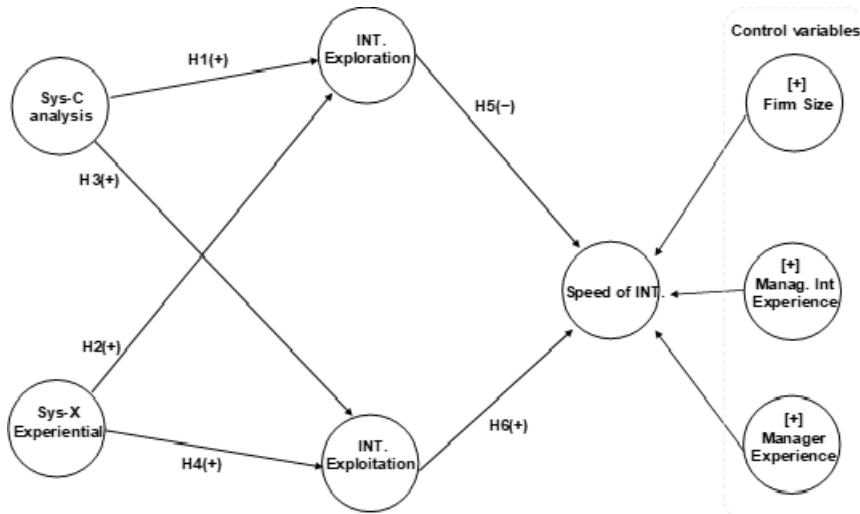 Control variables
INT.
Exploration
H1(+)
Sys-C
analysis
[+]
Firm Size
H5(−)
H3(+)
[+]
Manag. Int
Experience
Speed of INT.
H2(+)
Sys-X
Experiential
H4(+)
INT.
Exploitation
H6(+)
[+]
Manager
Experience